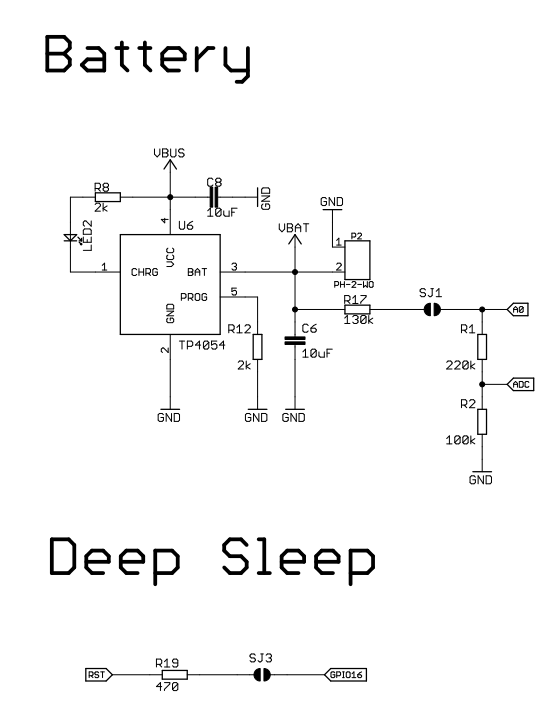 Battery
VBUS
R8
2k
C8
10uF
GND
LED2
4
U6
VCC
1
CHRG
BAT
3
PROG
5
GND
2
TP4054
VBAT
GND
P2
1
2
PH-2-WO
R17
130k
SJ1
A0
R12
2k
C6
10uF
R1
220k
ADC
R2
100k
GND
GND
GND
GND
Deep Sleep
RST
R19
470
SJ3
GPIO16